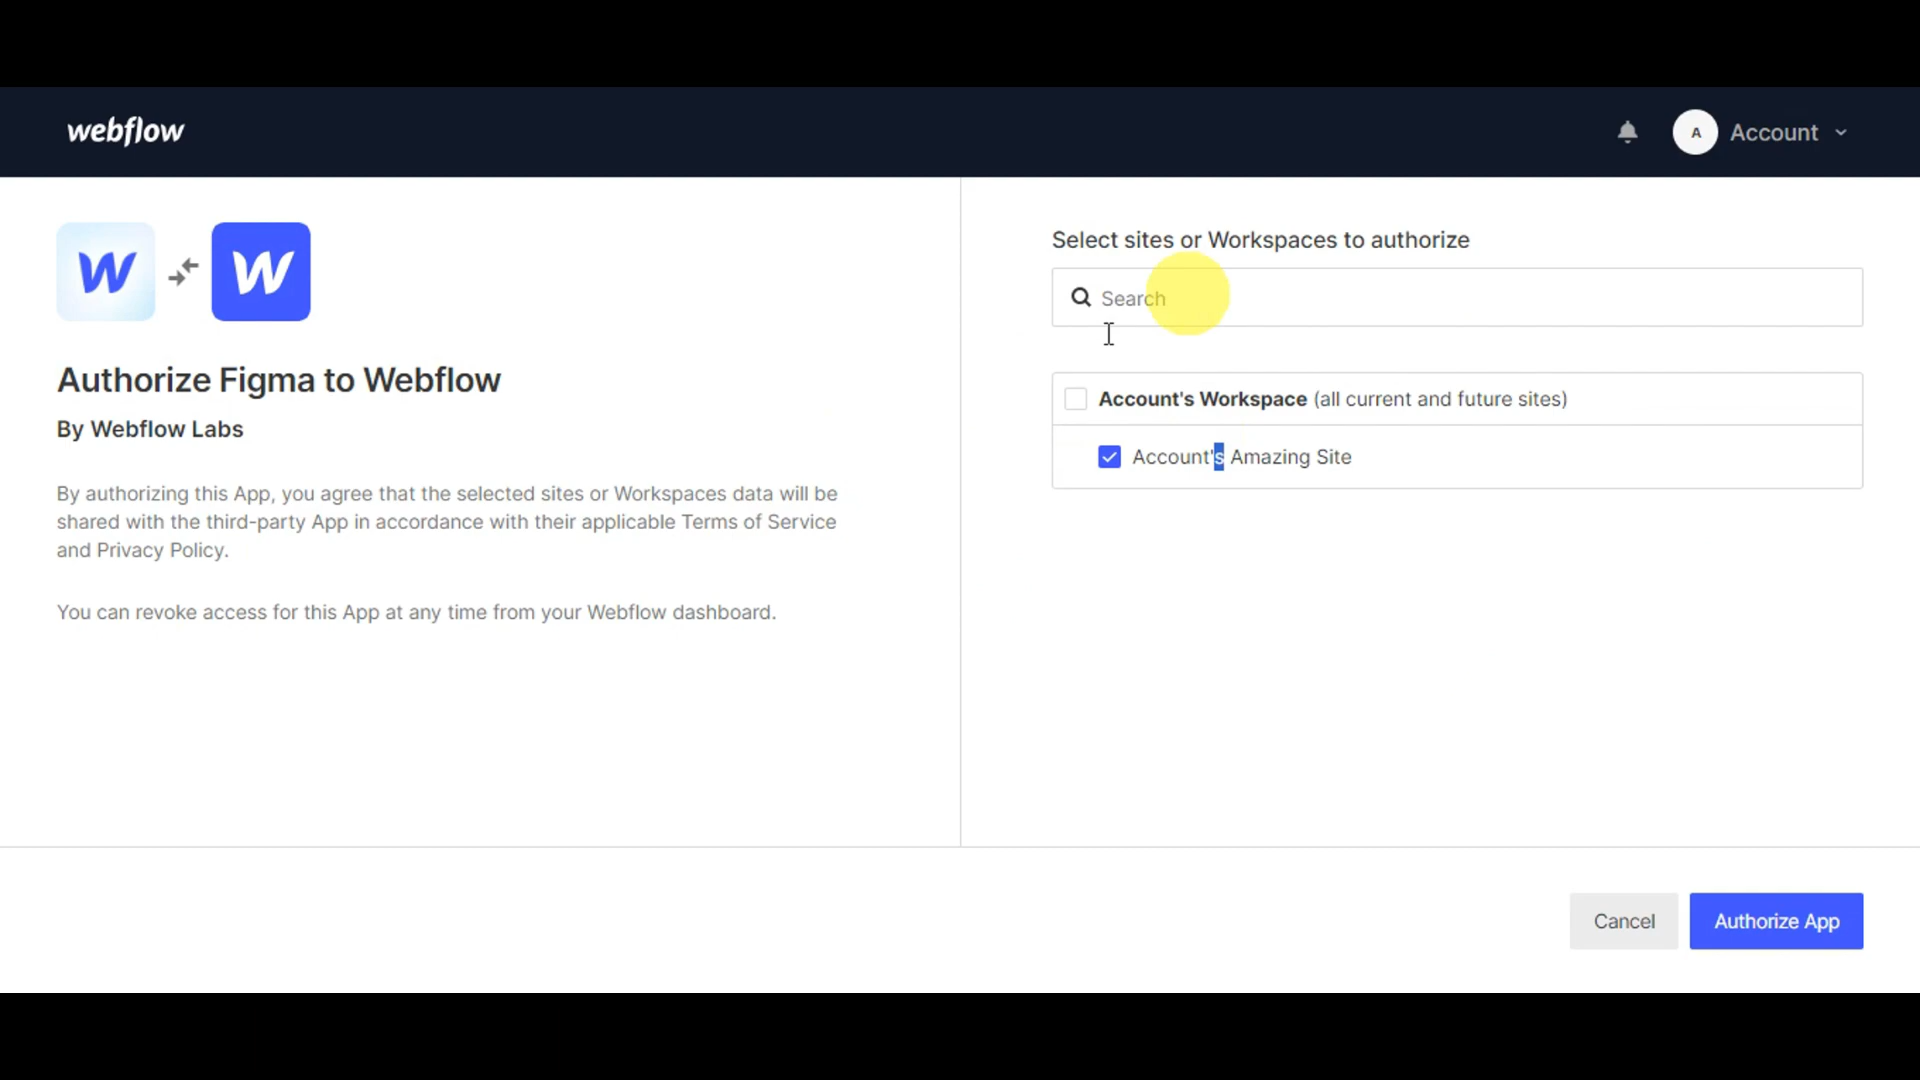 webflow
A Account
Authorize Figma to Webflow
By Webflow Labs
By authorizing this App, you agree that the selected sites or Workspaces data will be
shared with the third-party App in accordance with their applicable Terms of Service
and Privacy Policy.
You can revoke access for this App at any time from your Webflow dashboard.
Select sites or Workspaces to authorize
Search
Account's Workspace (all current and future sites)
Account's Amazing Site
Cancel
Authorize App